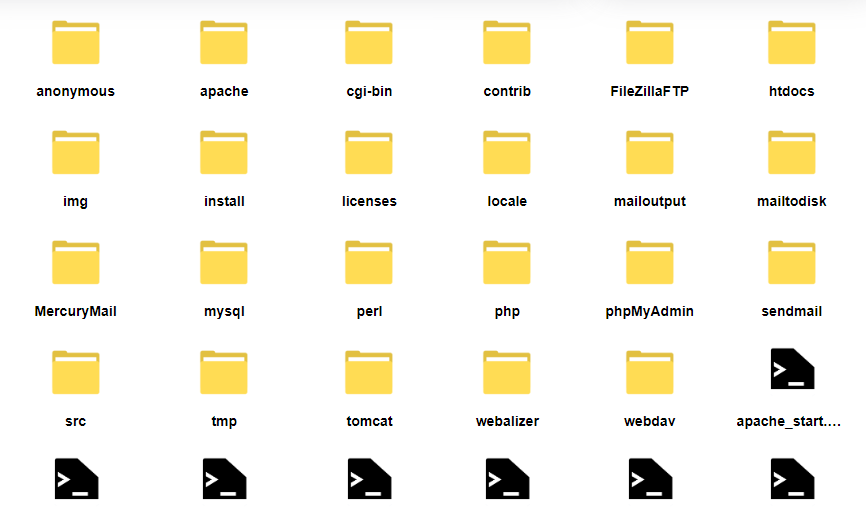 anonymous apache cgi-bin contrib FileZillaFTP htdocs
img install licenses locale mailoutput mailtodisk
MercuryMail mysql perl php phpMyAdmin sendmail
src tmp tomcat webalizer webdav apache_start....